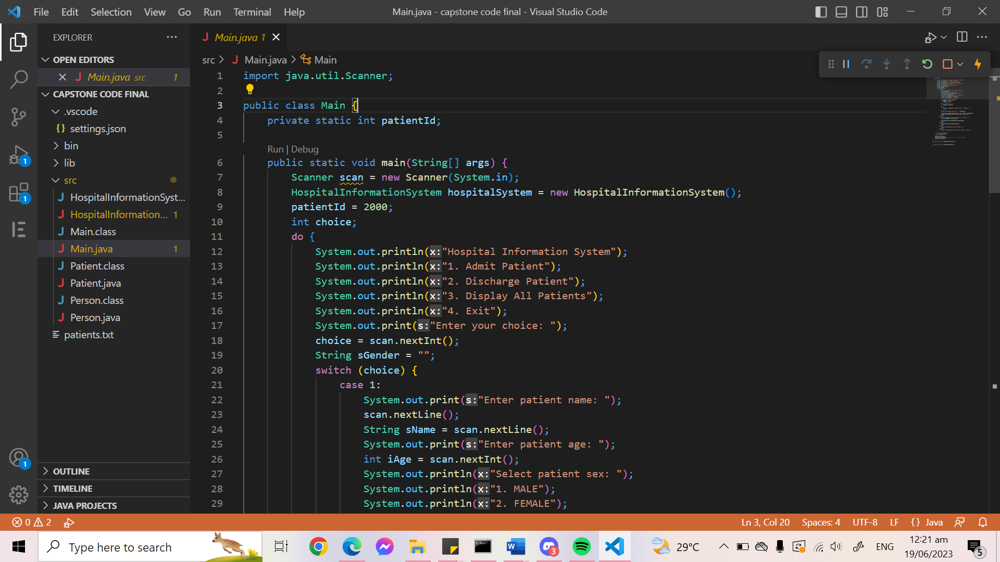 File Edit Selection View Go Run Terminal Help
Main.java - capstone code final - Visual Studio Code
EXPLORER
OPEN EDITORS
Main.java src 1
CAPSTONE CODE FINAL
.vscode
{} settings.json
bin
lib
src
J HospitalInformationSyst...
J HospitalInformation... 1
J Main.class
J Main.java 1
J Patient.class
J Patient.java
J Person.class
J Person.java
patients.txt
OUTLINE
TIMELINE
JAVA PROJECTS
1
1
1
J Main.java 1
src > J Main.java > Main
1 import java.util.Scanner;
2
3 public class Main {
4 private static int patientId;
5
Run | Debug
6 public static void main(String[] args) {
7 Scanner scan = new Scanner(System.in);
8 HospitalInformationSystem hospitalSystem = new HospitalInformationSystem();
9 patientId = 2000;
10 int choice;
11 do {
12 System.out.println(x:"Hospital Information System");
13 System.out.println(x:"1. Admit Patient");
14 System.out.println(x:"2. Discharge Patient");
15 System.out.println(x:"3. Display All Patients");
16 System.out.println(x:"4. Exit");
17 System.out.print(s:"Enter your choice: ");
18 choice = scan.nextInt();
19 String sGender = "";
20 switch (choice) {
21 case 1:
22 System.out.print(s:"Enter patient name: ");
23 scan.nextLine();
24 String sName = scan.nextLine();
25 System.out.print(s:"Enter patient age: ");
26 int iAge = scan.nextInt();
27 System.out.println(x:"Select patient sex: ");
28 System.out.println(x:"1. MALE");
29 System.out.println(x:"2. FEMALE");
0 2
Ln 3, Col 20 Spaces: 4 UTF-8 LF {} Java
Type here to search
3
29°C
ENG
12:21 am
19/06/2023
5